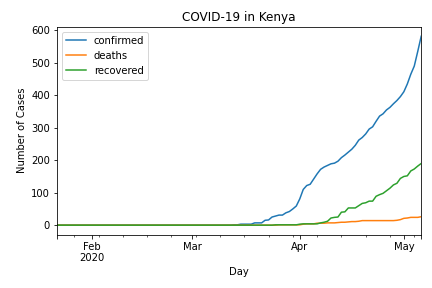 COVID-19 in Kenya
confirmed
deaths
recovered
Number of Cases
600
500
400
300
200
100
0
Feb
2020
Mar
Apr
May
Day